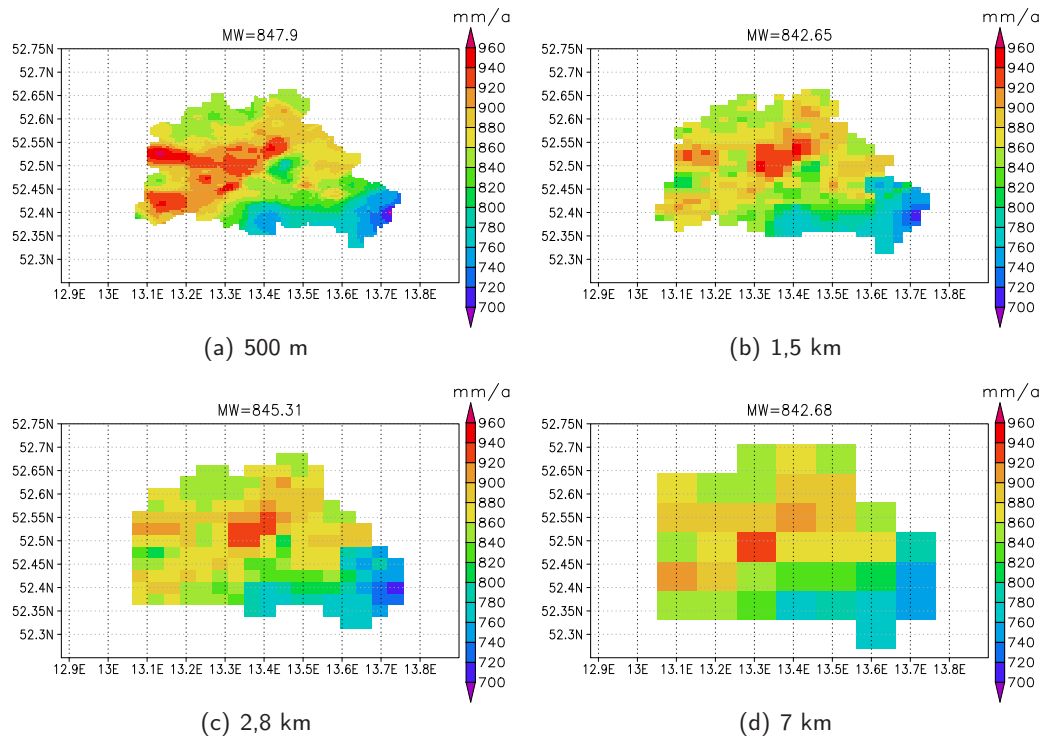 mm/a
MW=847.9
52.75N
52.7N
52.65N
52.6N
52.55N
52.5N
52.45N
52.4N
52.35N
52.3N
12.9E 13E 13.1E 13.2E 13.3E 13.4E 13.5E 13.6E 13.7E 13.8E
960
940
920
900
880
860
840
820
800
780
760
740
720
700
(a) 500 m
mm/a
MW=842.65
52.75N
52.7N
52.65N
52.6N
52.55N
52.5N
52.45N
52.4N
52.35N
52.3N
12.9E 13E 13.1E 13.2E 13.3E 13.4E 13.5E 13.6E 13.7E 13.8E
960
940
920
900
880
860
840
820
800
780
760
740
720
700
(b) 1,5 km
mm/a
MW=845.31
52.75N
52.7N
52.65N
52.6N
52.55N
52.5N
52.45N
52.4N
52.35N
52.3N
12.9E 13E 13.1E 13.2E 13.3E 13.4E 13.5E 13.6E 13.7E 13.8E
960
940
920
900
880
860
840
820
800
780
760
740
720
700
(c) 2,8 km
mm/a
MW=842.68
52.75N
52.7N
52.65N
52.6N
52.55N
52.5N
52.45N
52.4N
52.35N
52.3N
12.9E 13E 13.1E 13.2E 13.3E 13.4E 13.5E 13.6E 13.7E 13.8E
960
940
920
900
880
860
840
820
800
780
760
740
720
700
(d) 7 km